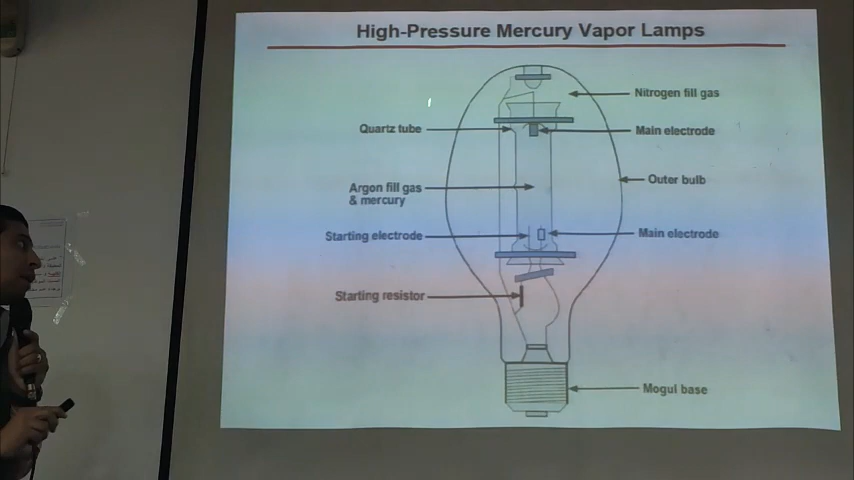 High-Pressure Mercury Vapor Lamps
Nitrogen fill gas
Quartz tube
Main electrode
Outer bulb
Argon fill gas
& mercury
Starting electrode
Main electrode
Starting resistor
Mogul base